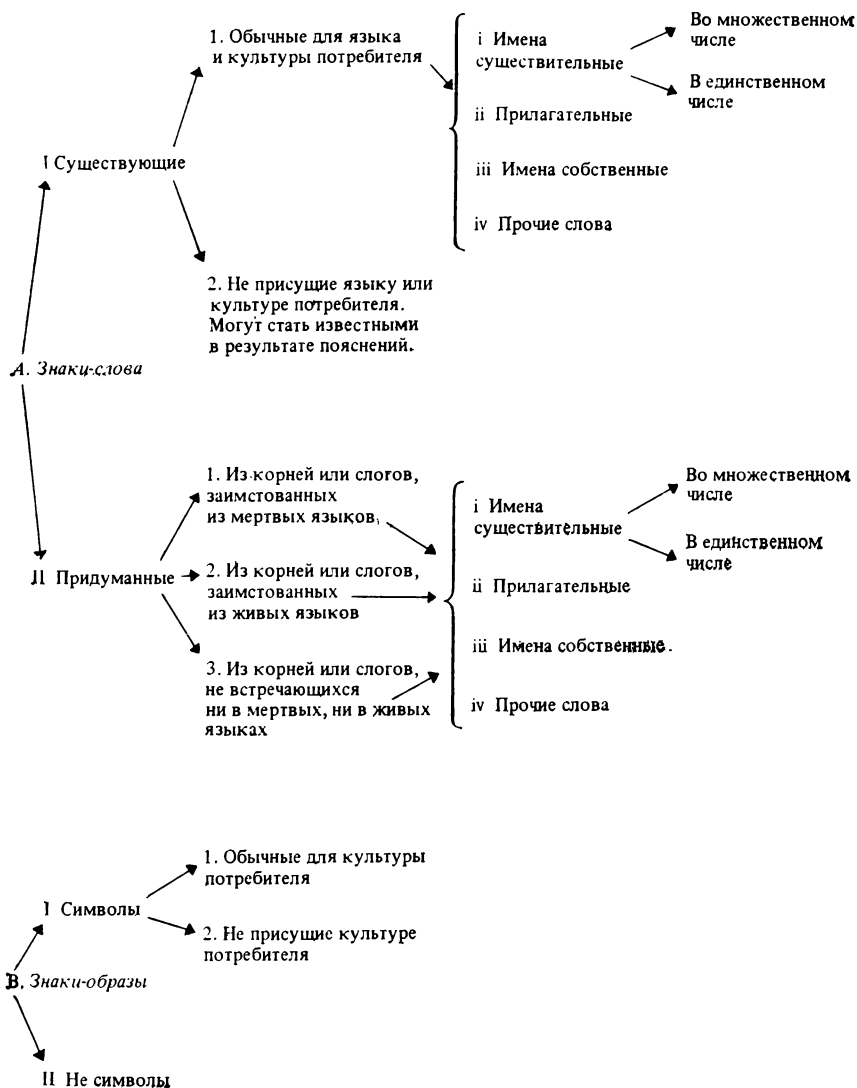 1. Обычные для языка
и культуры потребителя
i Имена
существительные
Во множественном
числе
В единственном
числе
ii Прилагательные
iii Имена собственные
iv Прочие слова
I Существующие
2. Не присущие языку или
культуре потребителя.
Могут стать известными
в результате пояснений.
A. Знаки-слова
1. Из корней или слогов,
заимстованных
из мертвых языков,
i Имена
существительные
Во множественном
числе
В единственном
числе
II Придуманные
2. Из корней или слогов,
заимстованных
из живых языков
ii Прилагательные
iii Имена собственные.
3. Из корней или слогов,
не встречающихся
ни в мертвых, ни в живых
языках
iv Прочие слова
1. Обычные для культуры
потребителя
I Символы
2. Не присущие культуре
потребителя
B. Знаки-образы
II Не символы